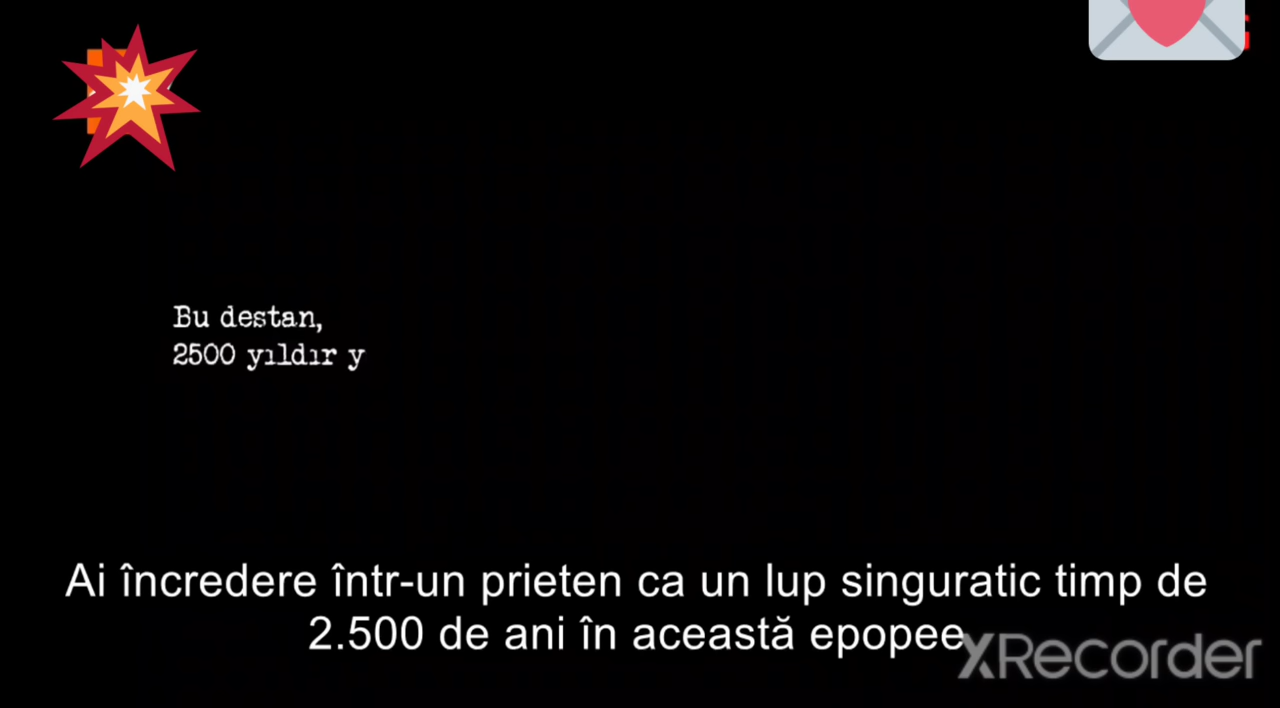 Bu destan,
2500 yıldır y
Ai încredere într-un prieten ca un lup singuratic timp de
2.500 de ani în această epopee
XRecorder